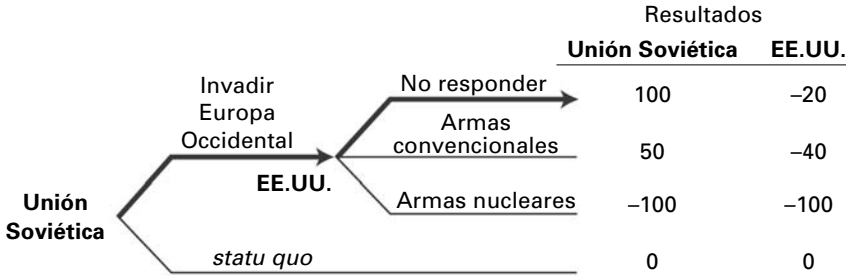 Resultados
Unión Soviética EE.UU.
Invadir
Europa
Occidental
No responder 100 –20
Armas
convencionales 50 –40
EE.UU.
Armas nucleares –100 –100
Unión
Soviética
statu quo 0 0